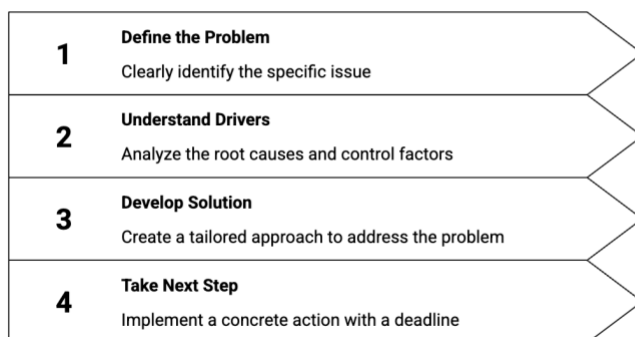 1
Define the Problem
Clearly identify the specific issue
2
Understand Drivers
Analyze the root causes and control factors
3
Develop Solution
Create a tailored approach to address the problem
4
Take Next Step
Implement a concrete action with a deadline